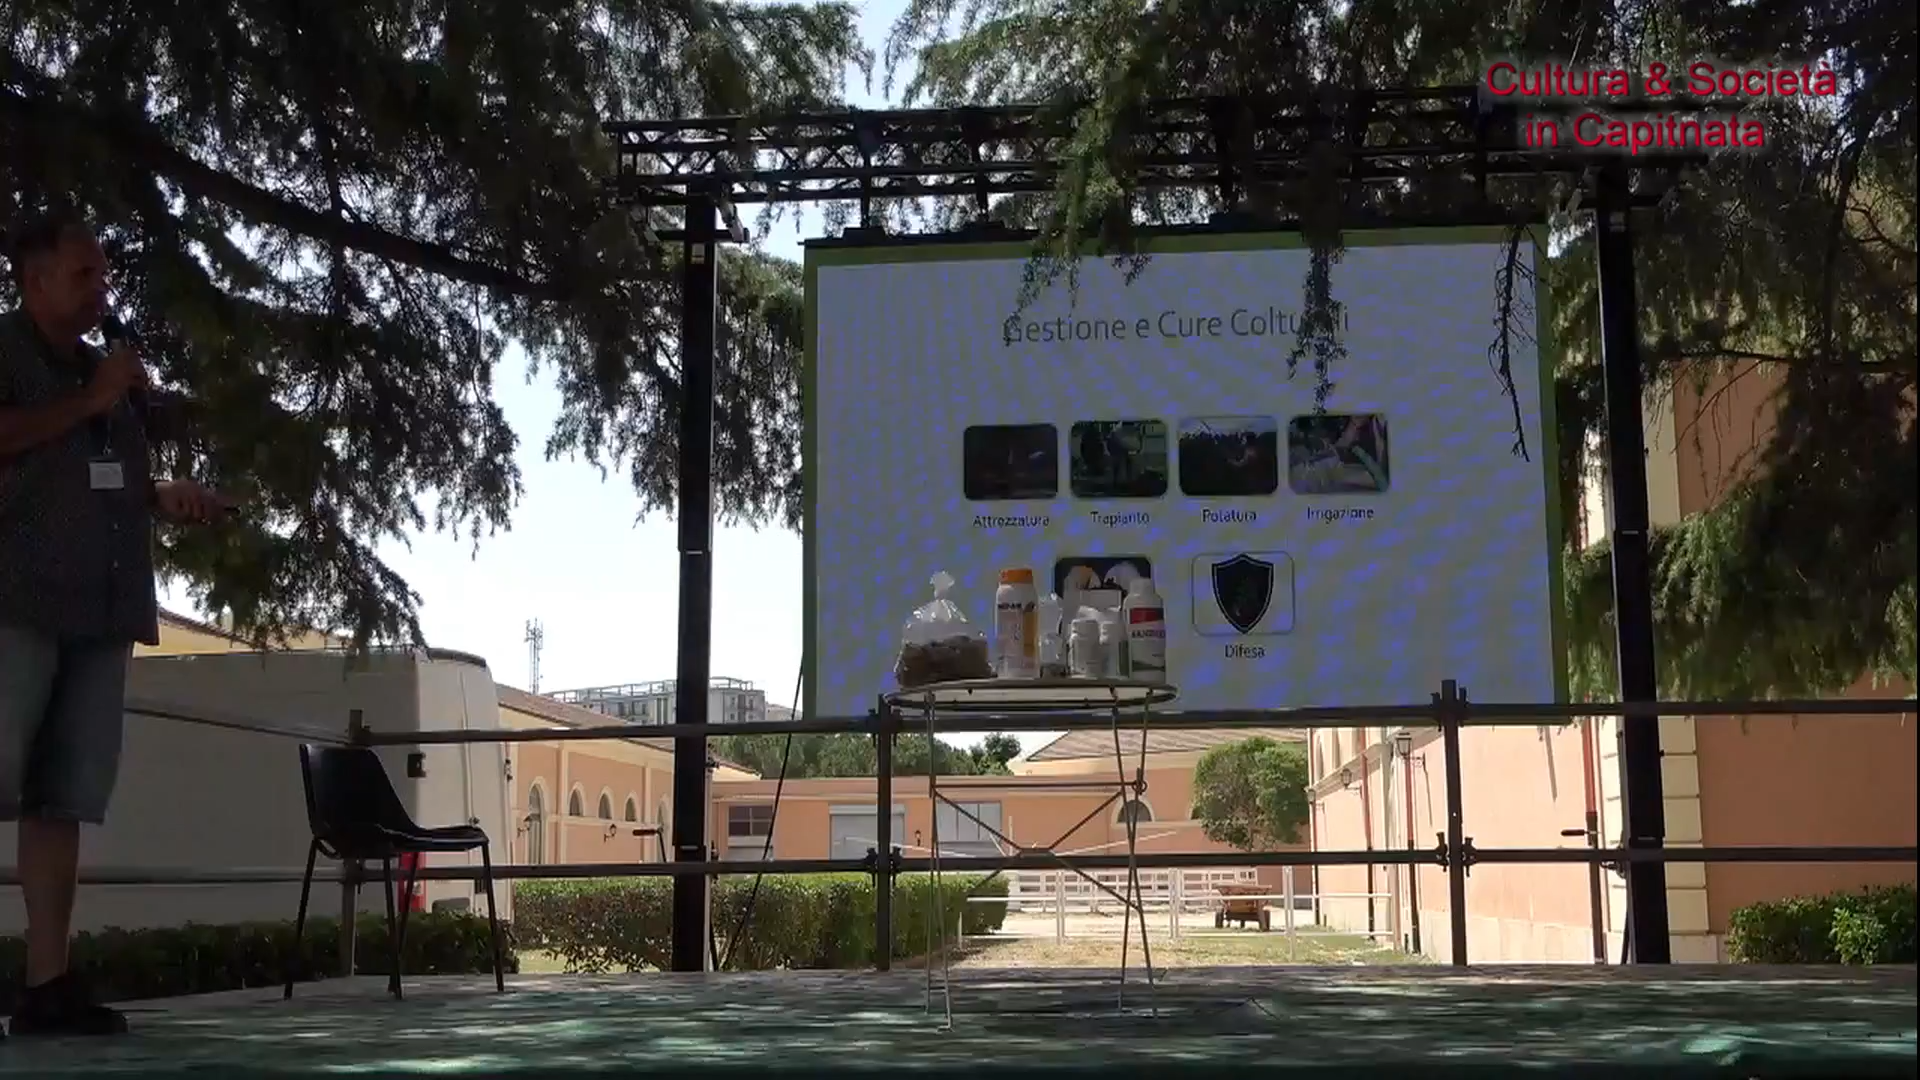 Cultura & Società
in Capitnata
Gestione e Cure Colturali
Attrezzatura
Trapianto
Potatura
Irrigazione
Difesa